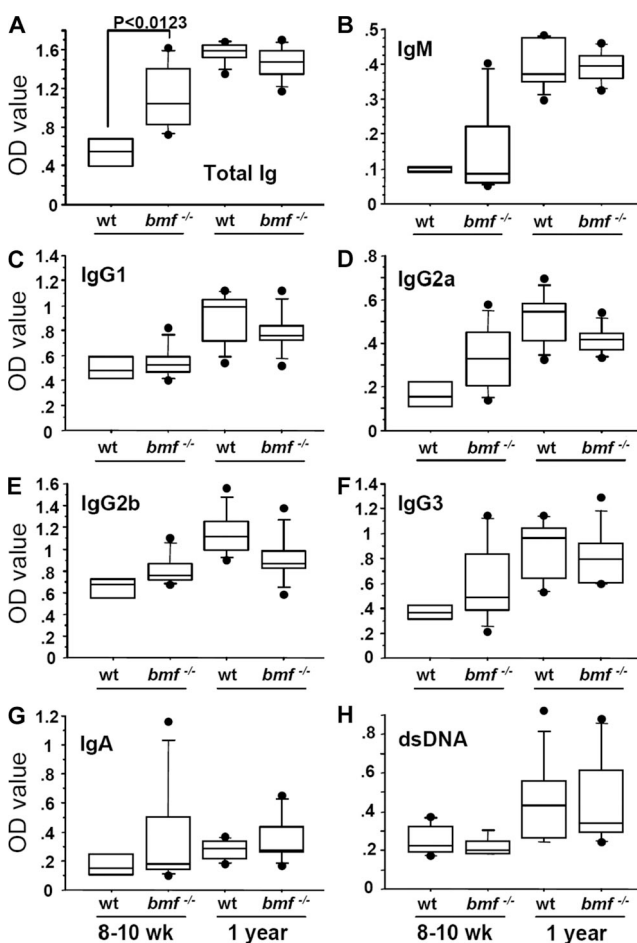 A
P<0.0123
OD value
1.6
1.2
.8
.4
0
Total Ig
wt bmf -/- wt bmf -/-
B
IgM
.5
.4
.3
.2
.1
0
wt bmf -/- wt bmf -/-
C
IgG1
OD value
1.4
1.2
1
.8
.6
.4
.2
0
wt bmf -/- wt bmf -/-
D
IgG2a
.8
.6
.4
.2
0
wt bmf -/- wt bmf -/-
E
IgG2b
OD value
1.6
1.4
1.2
1
.8
.6
.4
.2
0
wt bmf -/- wt bmf -/-
F
IgG3
1.4
1.2
1
.8
.6
.4
.2
0
wt bmf -/- wt bmf -/-
G
IgA
OD value
1.2
1
.8
.6
.4
.2
0
wt bmf -/- wt bmf -/-
8-10 wk 1 year
H
dsDNA
1
.8
.6
.4
.2
0
wt bmf -/- wt bmf -/-
8-10 wk 1 year